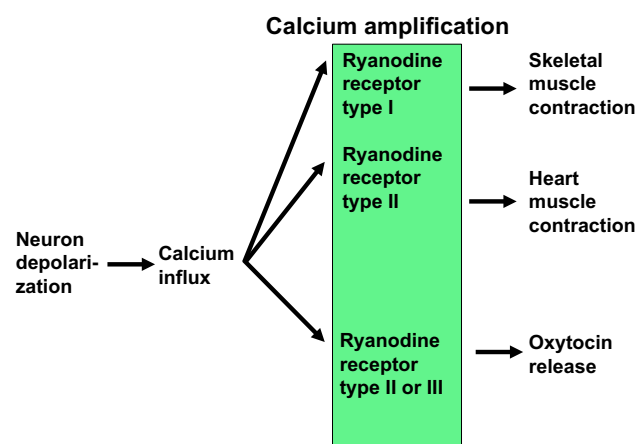 Calcium amplification
Ryanodine
receptor
type I
Skeletal
muscle
contraction
Ryanodine
receptor
type II
Heart
muscle
contraction
Neuron
depolari-
zation
Calcium
influx
Ryanodine
receptor
type II or III
Oxytocin
release